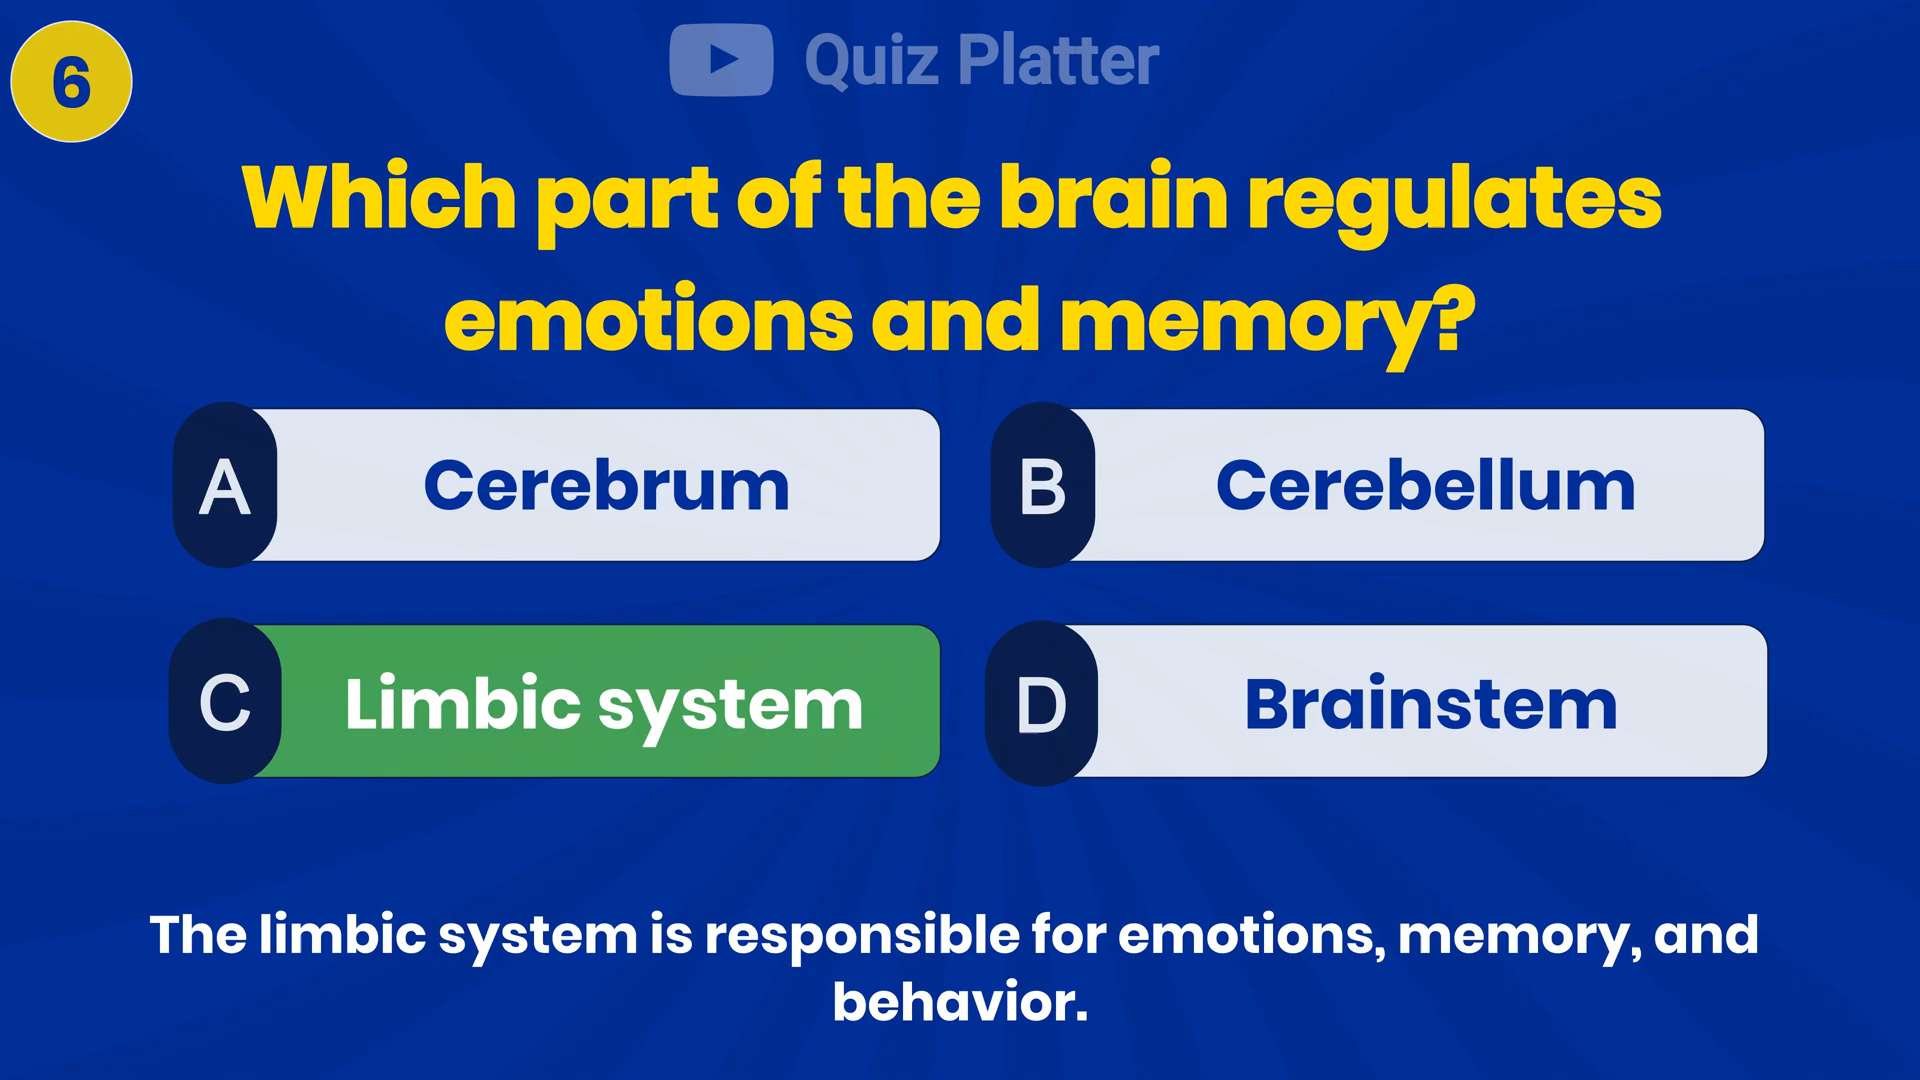 6
Quiz Platter
Which part of the brain regulates
emotions and memory?
A Cerebrum
B Cerebellum
C Limbic system
D Brainstem
The limbic system is responsible for emotions, memory, and
behavior.